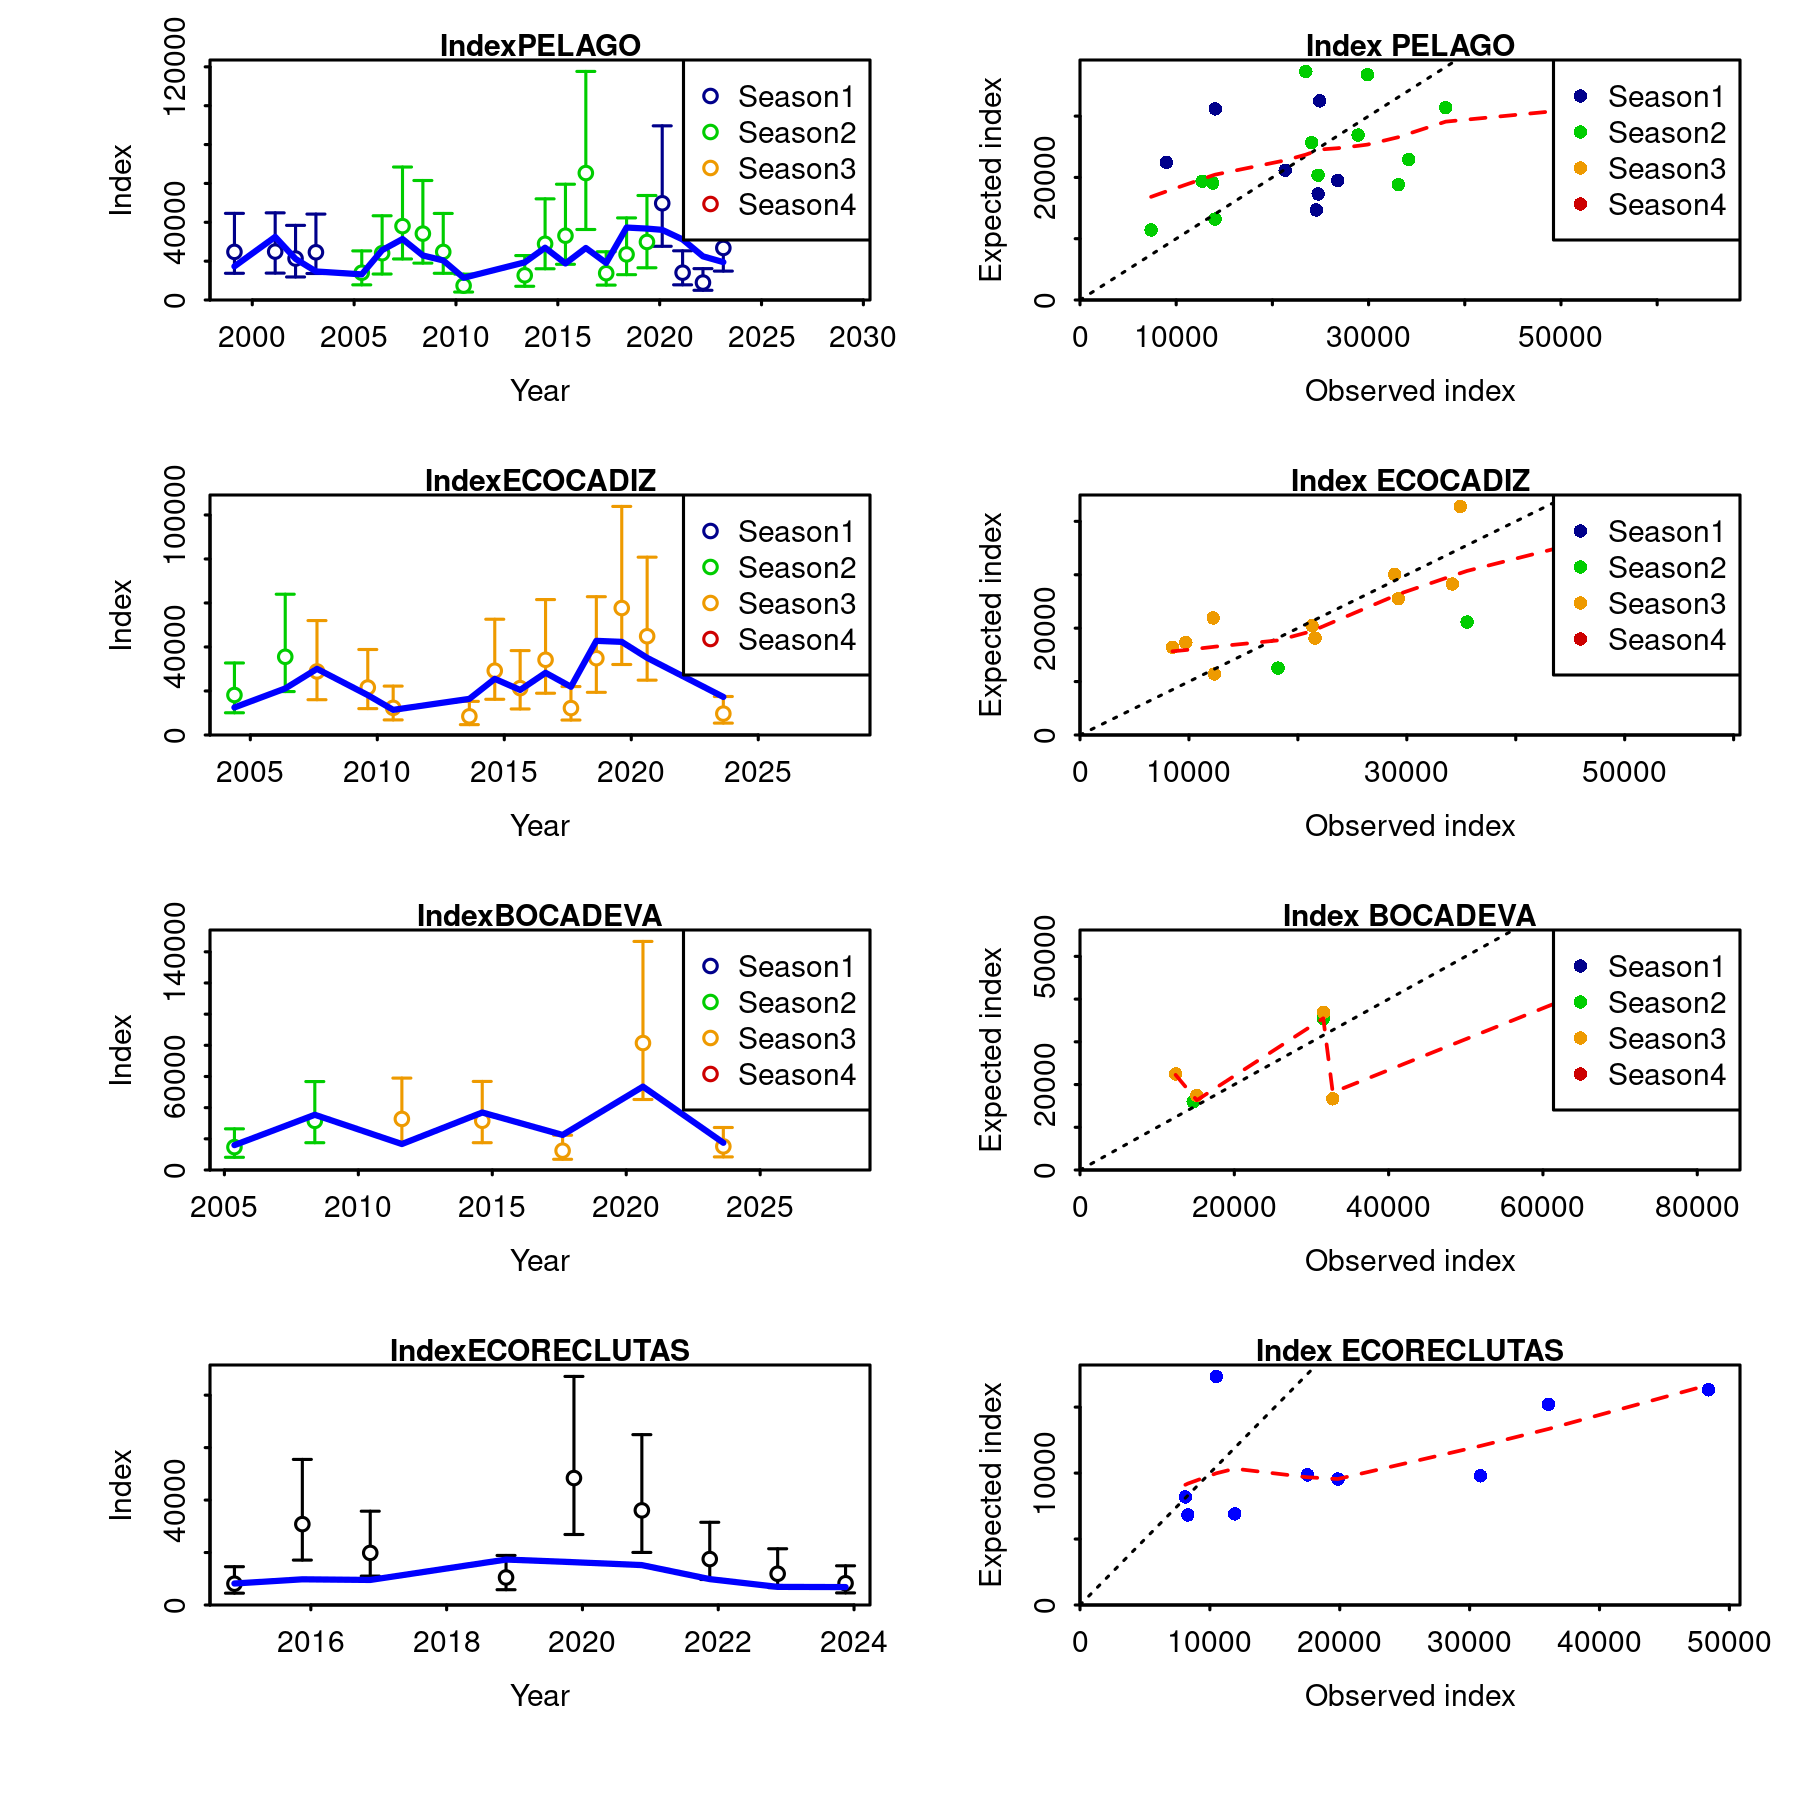 IndexPELAGO
Index
0
40000
120000
2000 2005 2010 2015 2020 2025 2030
Year
Season1
Season2
Season3
Season4
Index PELAGO
Expected index
0
20000
0 10000 30000 50000
Observed index
Season1
Season2
Season3
Season4
IndexECOCADIZ
Index
0
40000
100000
2005 2010 2015 2020 2025
Year
Season1
Season2
Season3
Season4
Index ECOCADIZ
Expected index
0
20000
0 10000 30000 50000
Observed index
Season1
Season2
Season3
Season4
IndexBOCADEVA
Index
0
60000
140000
2005 2010 2015 2020 2025
Year
Season1
Season2
Season3
Season4
Index BOCADEVA
Expected index
0
20000
50000
0 20000 40000 60000 80000
Observed index
Season1
Season2
Season3
Season4
IndexECORECLUTAS
Index
0
40000
2016 2018 2020 2022 2024
Year
Index ECORECLUTAS
Expected index
0
10000
0 10000 20000 30000 40000 50000
Observed index